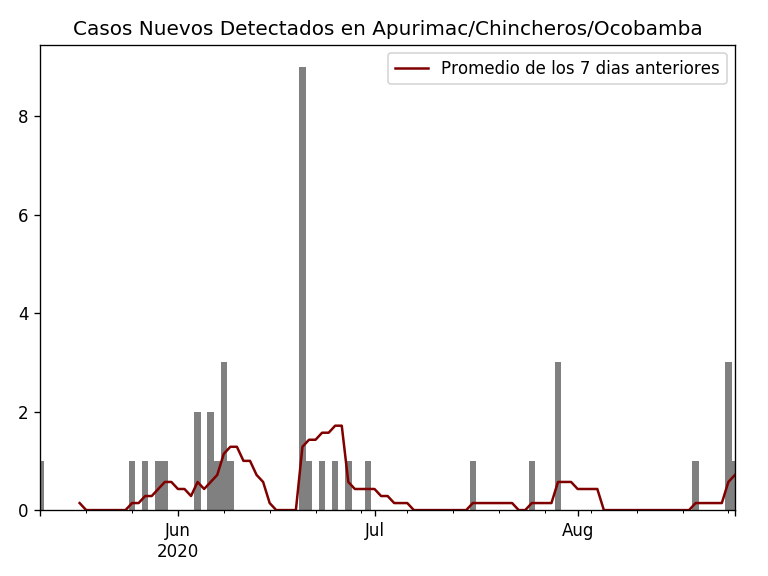 Casos Nuevos Detectados en Apurimac/Chincheros/Ocobamba
Promedio de los 7 dias anteriores
8
6
4
2
0
Jun
2020
Jul
Aug